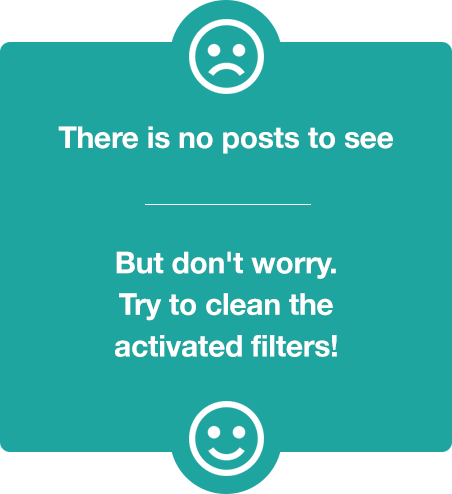 There is no posts to see
But don't worry.
Try to clean the
activated filters!